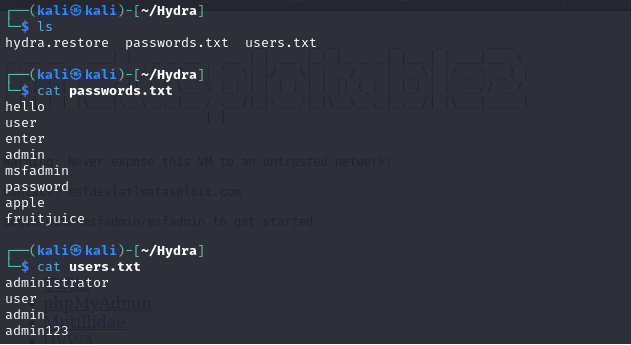 (kali㉿kali)-[~/Hydra]
$ ls
hydra.restore passwords.txt users.txt
(kali㉿kali)-[~/Hydra]
$ cat passwords.txt
hello
user
enter
admin
msfadmin
password
apple
fruitjuice
Never expose this VM to an untrusted network!
msfdev[at]metasploit.com
msfadmin/msfadmin to get started
(kali㉿kali)-[~/Hydra]
$ cat users.txt
administrator
user
admin
admin123
phpMyAdmin
Mutillidae
DVWA